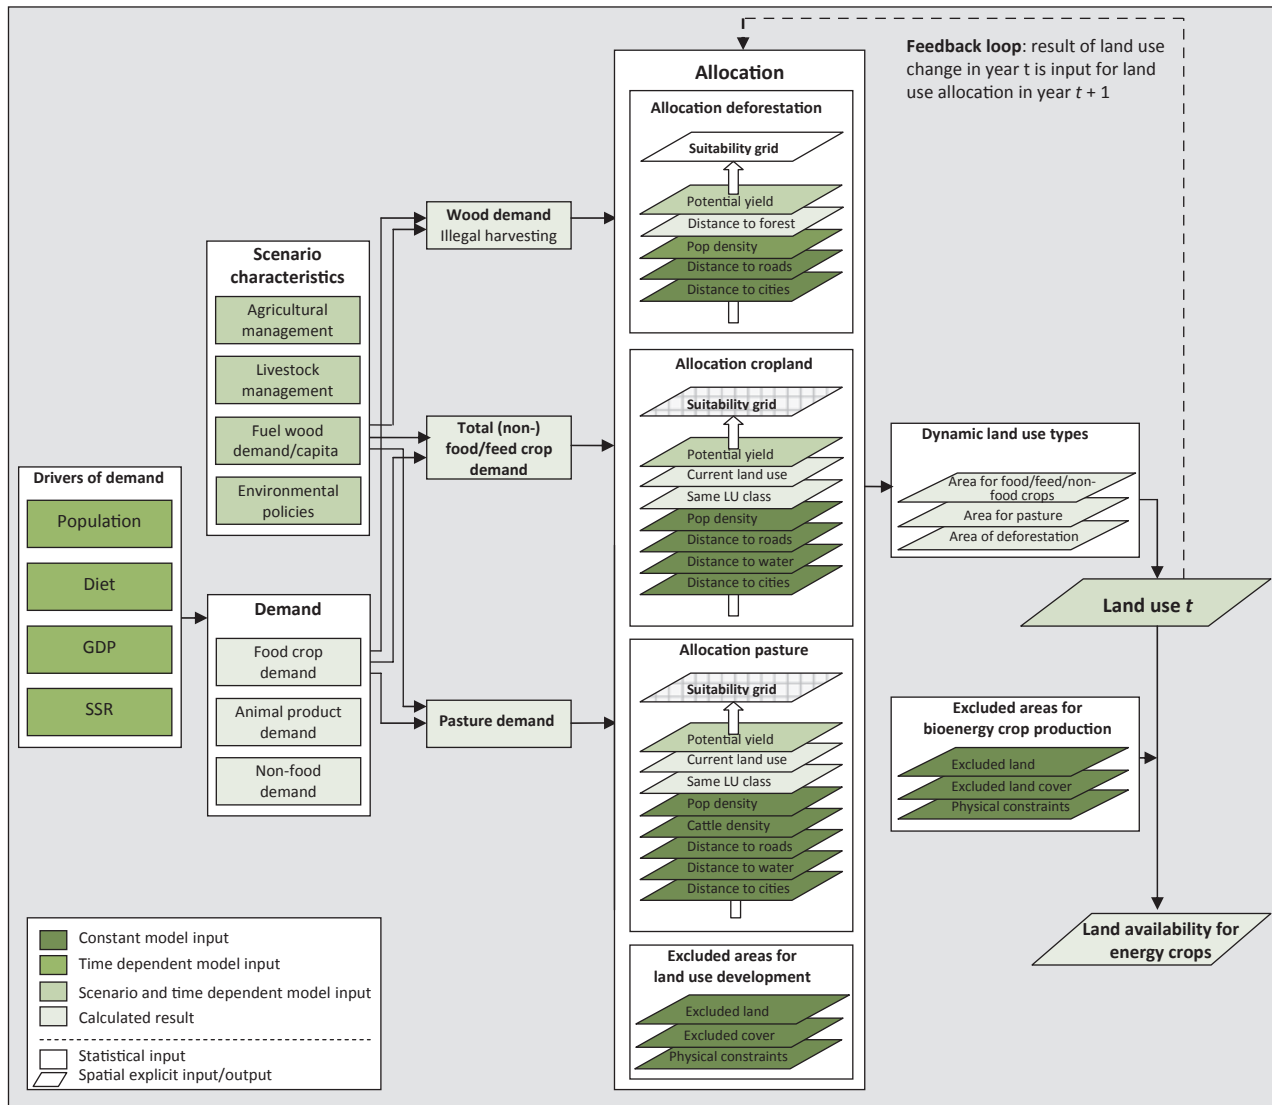 Feedback loop: result of land use
change in year t is input for land
use allocation in year t + 1
Drivers of demand
Population
Diet
GDP
SSR
Scenario
characteristics
Agricultural
management
Livestock
management
Fuel wood
demand/capita
Environmental
policies
Demand
Food crop
demand
Animal product
demand
Non-food
demand
Wood demand
Illegal harvesting
Total (non-)
food/feed crop
demand
Pasture demand
Allocation
Allocation deforestation
Suitability grid
Potential yield
Distance to forest
Pop density
Distance to roads
Distance to cities
Allocation cropland
Suitability grid
Potential yield
Current land use
Same LU class
Pop density
Distance to roads
Distance to water
Distance to cities
Allocation pasture
Suitability grid
Potential yield
Current land use
Same LU class
Pop density
Cattle density
Distance to roads
Distance to water
Distance to cities
Excluded areas for
land use development
Excluded land
Excluded cover
Physical constraints
Dynamic land use types
Area for food/feed/non-
food crops
Area for pasture
Area of deforestation
Land use t
Excluded areas for
bioenergy crop production
Excluded land
Excluded land cover
Physical constraints
Land availability for
energy crops
Constant model input
Time dependent model input
Scenario and time dependent model input
Calculated result
Statistical input
Spatial explicit input/output